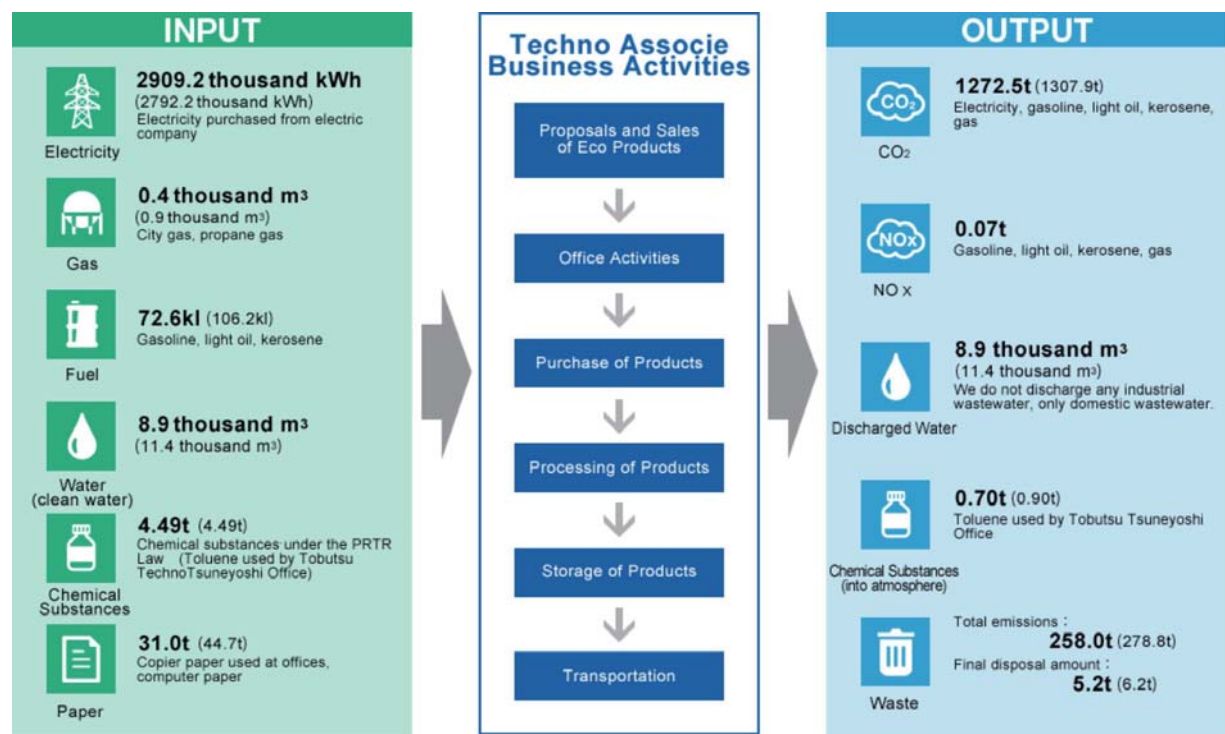 INPUT
2909.2 thousand kWh
(2792.2 thousand kWh)
Electricity purchased from electric
company
Electricity
0.4 thousand m³
(0.9 thousand m³)
City gas, propane gas
Gas
72.6kl (106.2kl)
Gasoline, light oil, kerosene
Fuel
8.9 thousand m³
(11.4 thousand m³)
Water
(clean water)
4.49t (4.49t)
Chemical substances under the PRTR
Law (Toluene used by Tobutsu
TechnoTsuneyoshi Office)
Chemical
Substances
31.0t (44.7t)
Copier paper used at offices,
computer paper
Paper
Techno Associe
Business Activities
Proposals and Sales
of Eco Products
Office Activities
Purchase of Products
Processing of Products
Storage of Products
Transportation
OUTPUT
CO₂
1272.5t (1307.9t)
Electricity, gasoline, light oil, kerosene,
gas
CO₂
NOx
0.07t
Gasoline, light oil, kerosene, gas
NO x
8.9 thousand m³
(11.4 thousand m³)
We do not discharge any industrial
wastewater, only domestic wastewater.
Discharged Water
0.70t (0.90t)
Toluene used by Tobutsu Tsuneyoshi
Office
Chemical Substances
(into atmosphere)
Total emissions :
258.0t (278.8t)
Final disposal amount :
5.2t (6.2t)
Waste